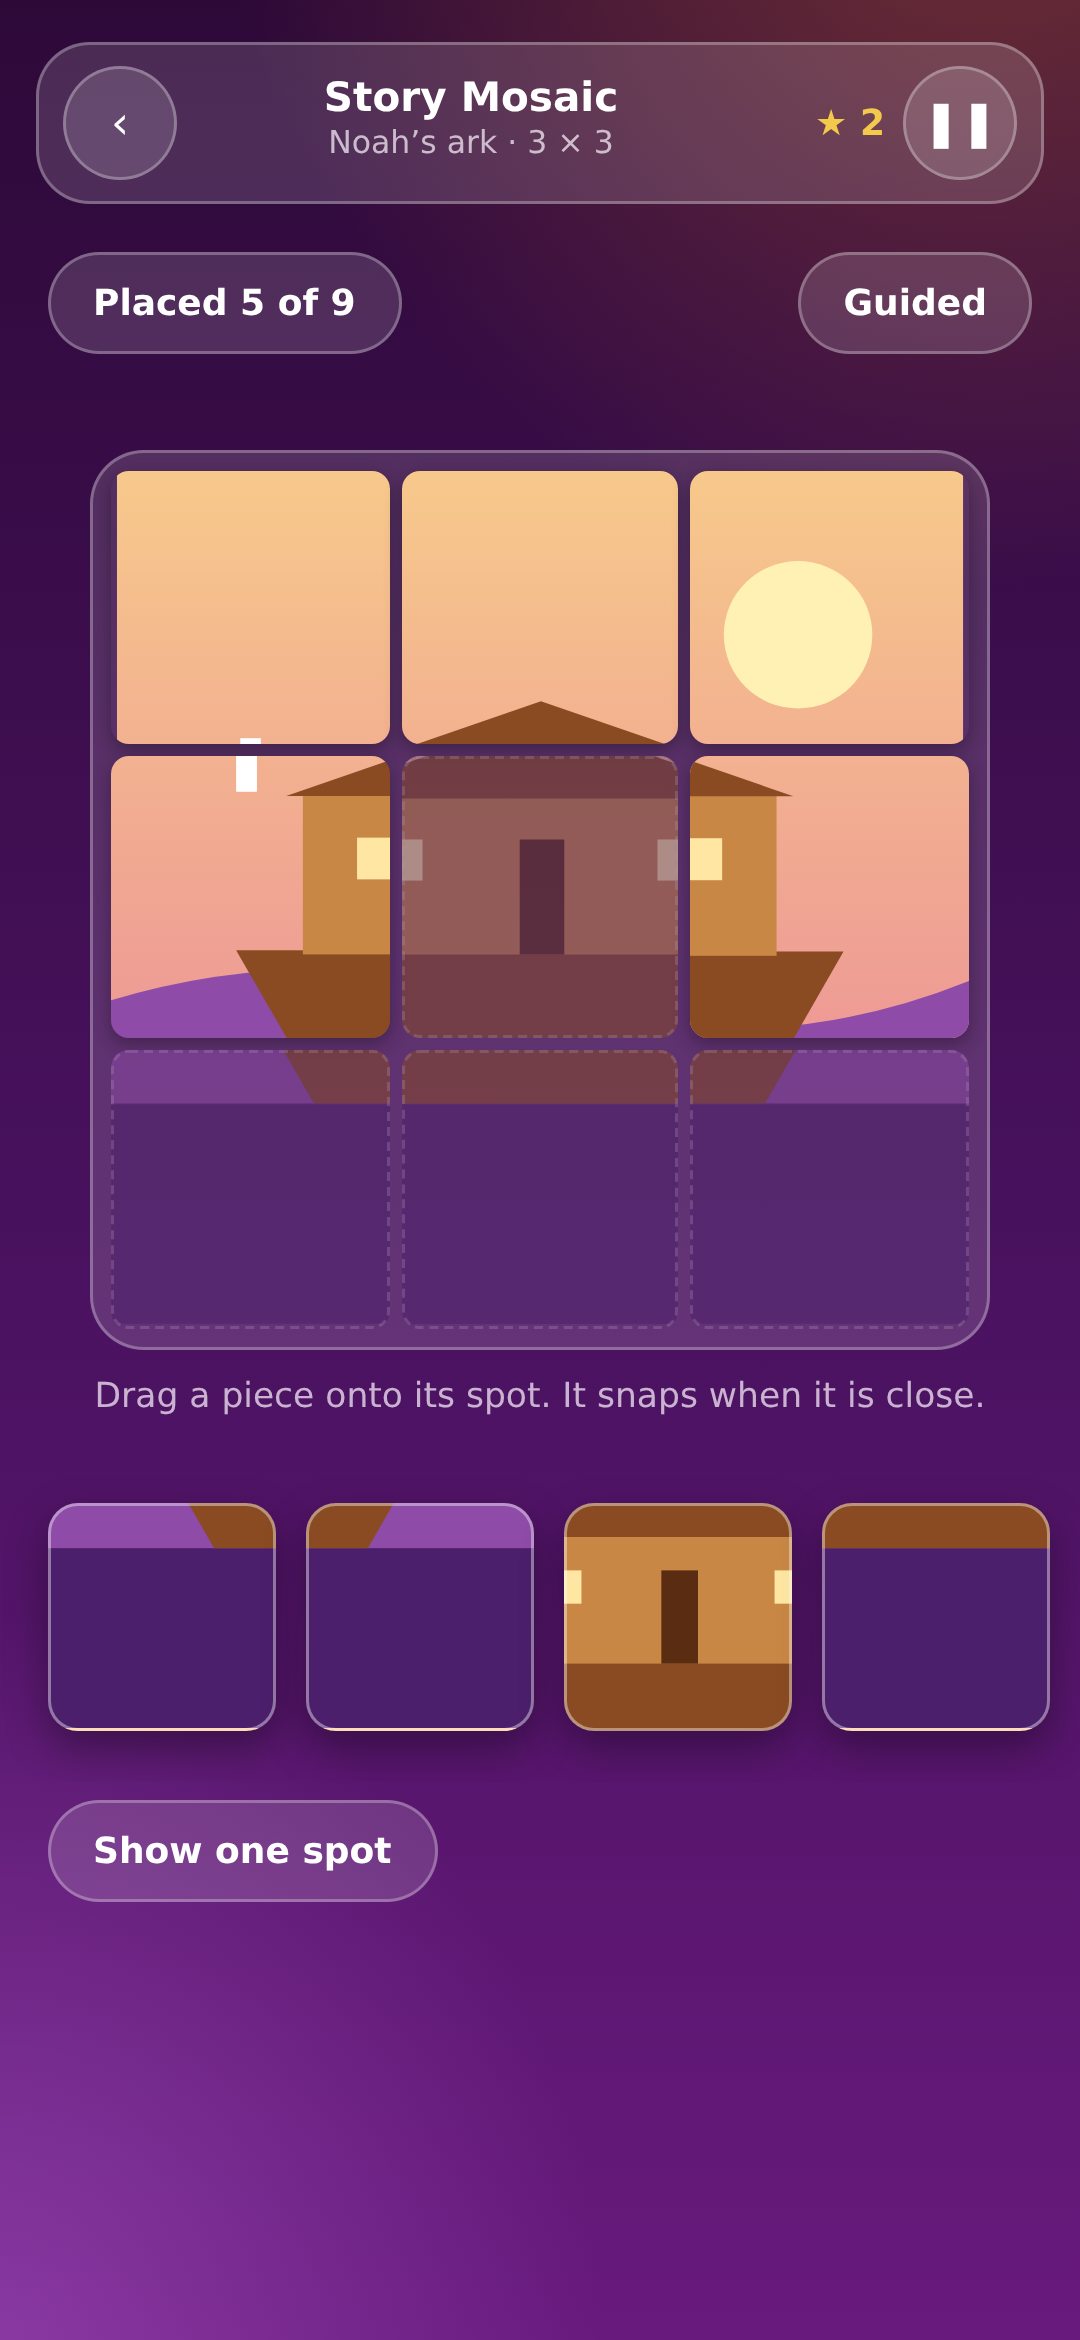 ‹
Story Mosaic
Noah’s ark · 3 × 3
★ 2
Placed 5 of 9
Guided
Drag a piece onto its spot. It snaps when it is close.
Show one spot